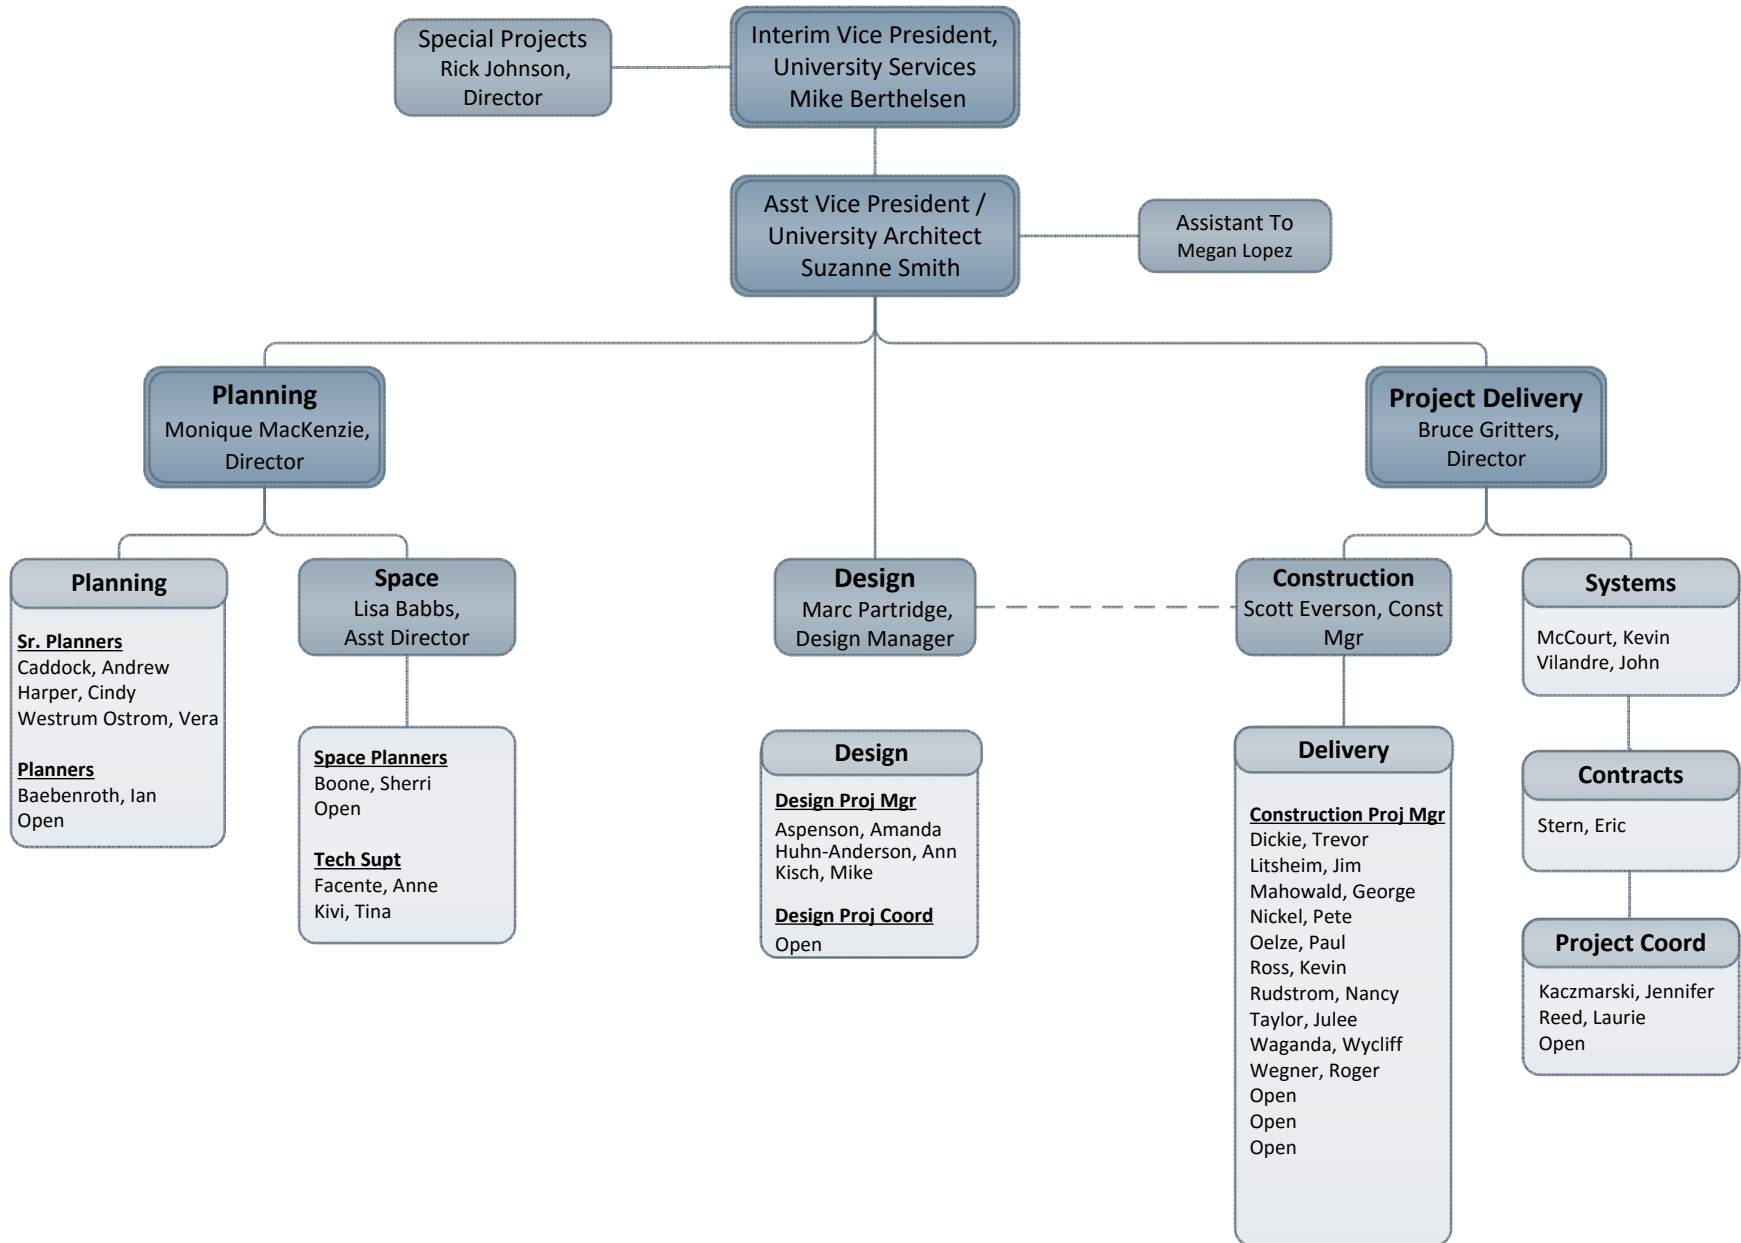 Special Projects
Rick Johnson,
Director
Interim Vice President,
University Services
Mike Berthelsen
Asst Vice President /
University Architect
Suzanne Smith
Assistant To
Megan Lopez
Planning
Monique MacKenzie,
Director
Project Delivery
Bruce Gritters,
Director
Planning
Sr. Planners
Caddock, Andrew
Harper, Cindy
Westrum Ostrom, Vera
Planners
Baebenroth, Ian
Open
Space
Lisa Babbs,
Asst Director
Space Planners
Boone, Sherri
Open
Tech Supt
Facente, Anne
Kivi, Tina
Design
Marc Partridge,
Design Manager
Design
Design Proj Mgr
Aspenson, Amanda
Huhn-Anderson, Ann
Kisch, Mike
Design Proj Coord
Open
Construction
Scott Everson, Const
Mgr
Delivery
Construction Proj Mgr
Dickie, Trevor
Litsheim, Jim
Mahowald, George
Nickel, Pete
Oelze, Paul
Ross, Kevin
Rudstrom, Nancy
Taylor, Julee
Waganda, Wycliff
Wegner, Roger
Open
Open
Open
Systems
McCourt, Kevin
Vilandre, John
Contracts
Stern, Eric
Project Coord
Kaczmarski, Jennifer
Reed, Laurie
Open